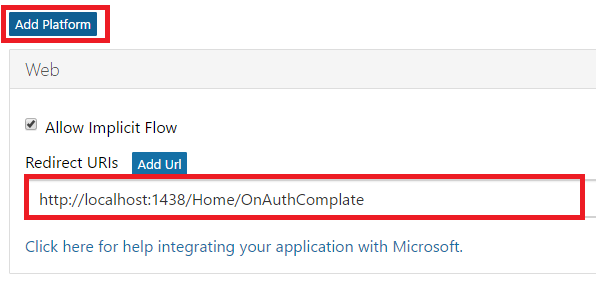 Add Platform
Web
Allow Implicit Flow
Redirect URIs Add Url
http://localhost:1438/Home/OnAuthComplate
Click here for help integrating your application with Microsoft.